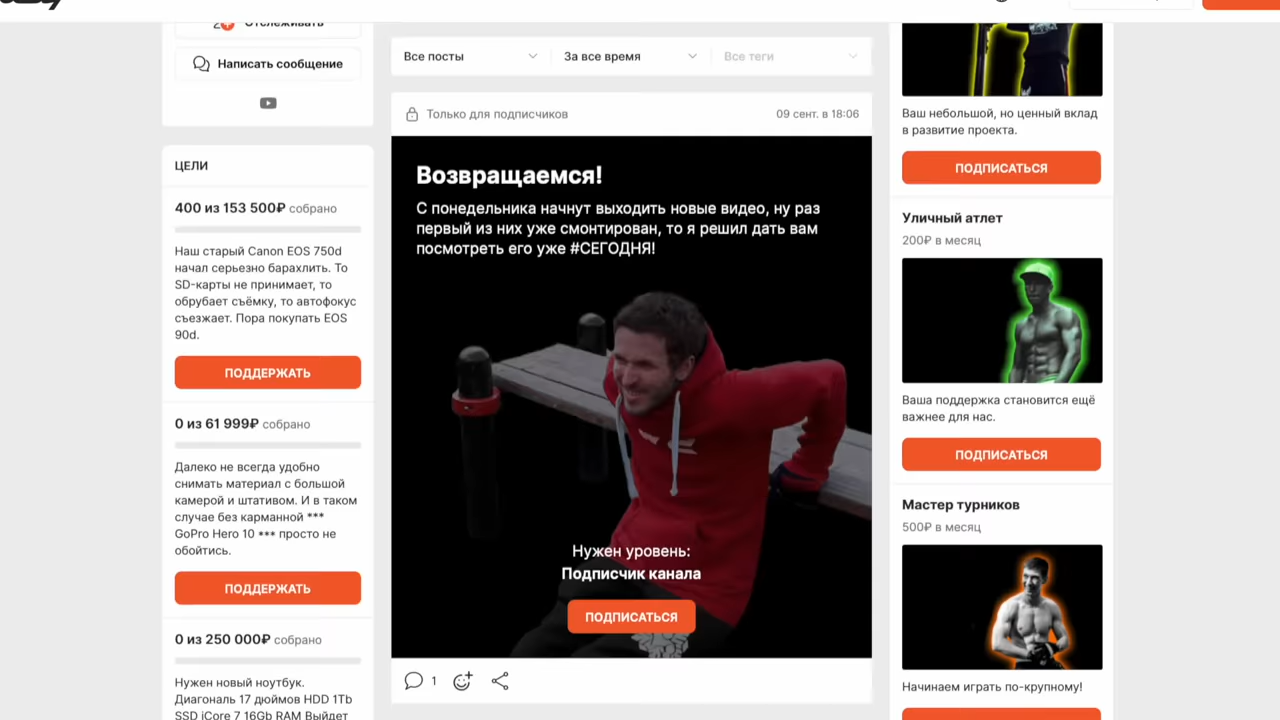 Отслеживать
Написать сообщение
ЦЕЛИ
400 из 153 500₽ собрано
Наш старый Canon EOS 750d
начал серьезно барахлить. То
SD-карты не принимает, то
обрубает съёмку, то автофокус
съезжает. Пора покупать EOS
90d.
ПОДДЕРЖАТЬ
0 из 61 999₽ собрано
Далеко не всегда удобно
снимать материал с большой
камерой и штативом. И в таком
случае без карманной ***
GoPro Hero 10 *** просто не
обойтись.
ПОДДЕРЖАТЬ
0 из 250 000₽ собрано
Нужен новый ноутбук.
Диагональ 17 дюймов HDD 1Tb
SSD iCore 7 16Gb RAM Выйдет
Все посты
За все время
Все теги
Только для подписчиков
09 сент. в 18:06
Возвращаемся!
С понедельника начнут выходить новые видео, ну раз
первый из них уже смонтирован, то я решил дать вам
посмотреть его уже #СЕГОДНЯ!
Нужен уровень:
Подписчик канала
ПОДПИСАТЬСЯ
1
Ваш небольшой, но ценный вклад
в развитие проекта.
ПОДПИСАТЬСЯ
Уличный атлет
200₽ в месяц
Ваша поддержка становится ещё
важнее для нас.
ПОДПИСАТЬСЯ
Мастер турников
500₽ в месяц
Начинаем играть по-крупному!